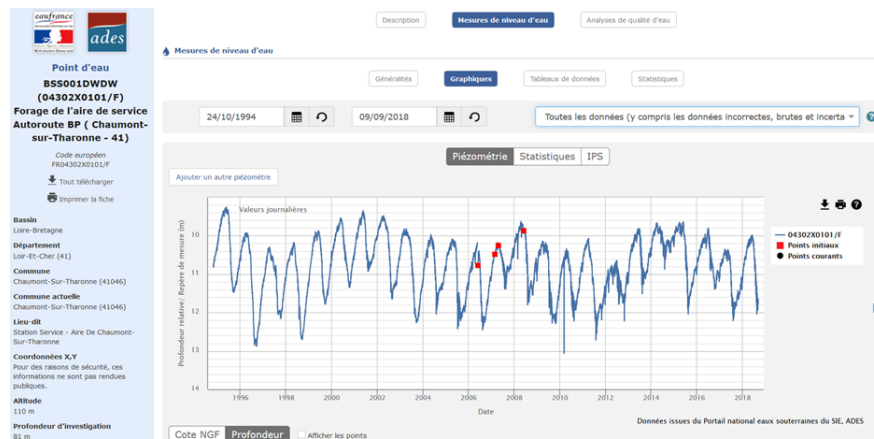 eaufrance
ades
RÉPUBLIQUE FRANÇAISE
Point d'eau
BSS001DWDW
(04302X0101/F)
Forage de l'aire de service
Autoroute BP ( Chaumont-
sur-Tharonne - 41)
Code européen
FR04302X0101/F
Tout télécharger
Imprimer la fiche
Bassin
Loire-Bretagne
Département
Loir-Et-Cher (41)
Commune
Chaumont-Sur-Tharonne (41046)
Commune actuelle
Chaumont-Sur-Tharonne (41046)
Lieu-dit
Station Service - Aire De Chaumont-
Sur-Tharonne
Coordonnées X,Y
Pour des raisons de sécurité, ces
informations ne sont pas rendues
publiques.
Altitude
110 m
Profondeur d'investigation
81 m
Description
Mesures de niveau d'eau
Analyses de qualité d'eau
Mesures de niveau d'eau
Généralités
Graphiques
Tableaux de données
Statistiques
24/10/1994
09/09/2018
Toutes les données (y compris les données incorrectes, brutes et incerta
?
Piézométrie
Statistiques
IPS
Ajouter un autre piézomètre
?
Valeurs journalières
04302X0101/F
Points initiaux
Points courants
Profondeur relative/ Repère de mesure (m)
10
11
12
13
14
1996
1998
2000
2002
2004
2006
2008
2010
2012
2014
2016
2018
Date
Données issues du Portail national eaux souterraines du SIE, ADES
Cote NGF
Profondeur
Afficher les points